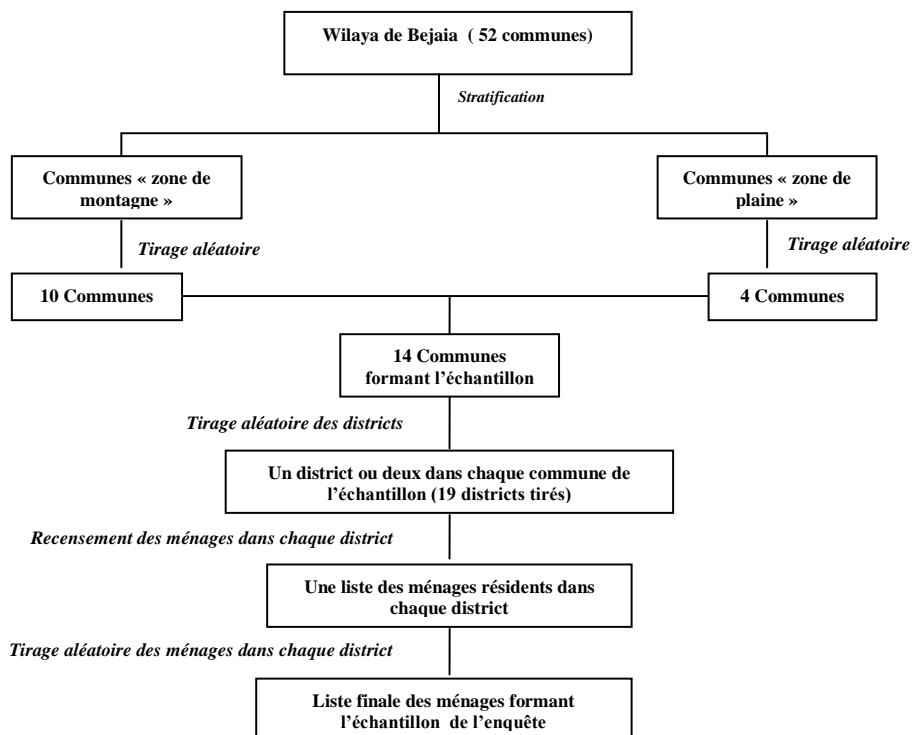 Wilaya de Bejaia ( 52 communes)
Stratification
Communes « zone de
montagne »
Communes « zone de
plaine »
Tirage aléatoire
Tirage aléatoire
10 Communes
4 Communes
14 Communes
formant l’échantillon
Tirage aléatoire des districts
Un district ou deux dans chaque commune de
l’échantillon (19 districts tirés)
Recensement des ménages dans chaque district
Une liste des ménages résidents dans
chaque district
Tirage aléatoire des ménages dans chaque district
Liste finale des ménages formant
l’échantillon de l’enquête